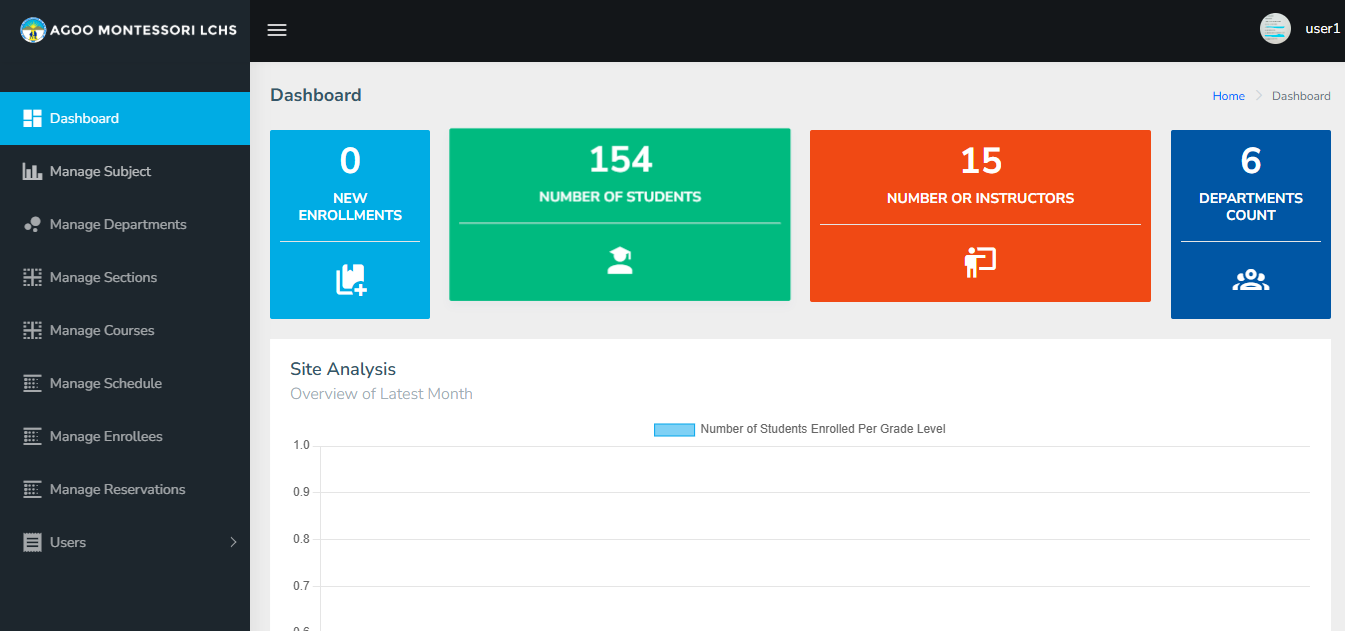 AGOO MONTESSORI LCHS
user1
Dashboard
Manage Subject
Manage Departments
Manage Sections
Manage Courses
Manage Schedule
Manage Enrollees
Manage Reservations
Users
Dashboard
Home
Dashboard
0
NEW
ENROLLMENTS
154
NUMBER OF STUDENTS
15
NUMBER OR INSTRUCTORS
6
DEPARTMENTS
COUNT
Site Analysis
Overview of Latest Month
Number of Students Enrolled Per Grade Level
1.0
0.9
0.8
0.7
0.6